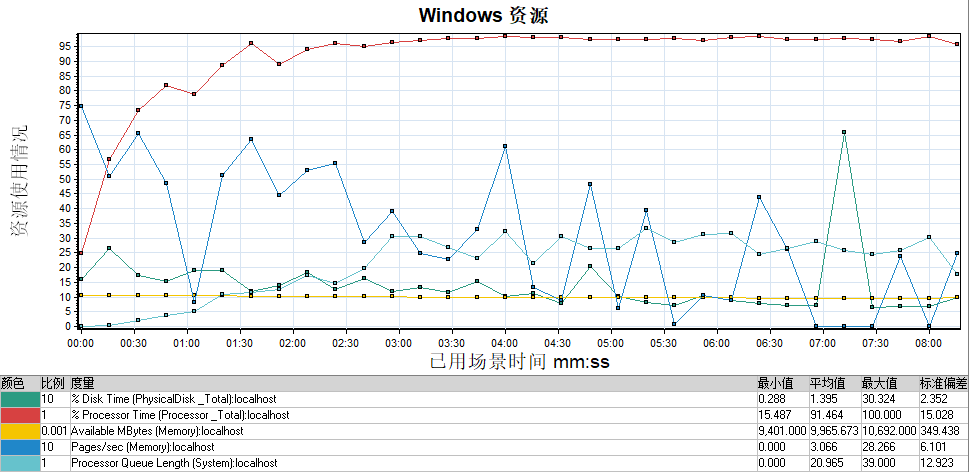 Windows 资源
95
90
85
80
75
70
65
60
55
50
45
40
35
30
25
20
15
10
5
0
资源使用情况
00:00 00:30 01:00 01:30 02:00 02:30 03:00 03:30 04:00 04:30 05:00 05:30 06:00 06:30 07:00 07:30 08:00
已用场景时间 mm:ss
颜色 比例 度量 最小值 平均值 最大值 标准偏差
10 % Disk Time (PhysicalDisk _Total):localhost 0.288 1.395 30.324 2.352
1 % Processor Time (Processor _Total):localhost 15.487 91.464 100.000 15.028
0.001 Available MBytes (Memory):localhost 9,401.000 9,965.673 10,692.000 349.438
10 Pages/sec (Memory):localhost 0.000 3.066 28.266 6.101
1 Processor Queue Length (System):localhost 0.000 20.965 39.000 12.923